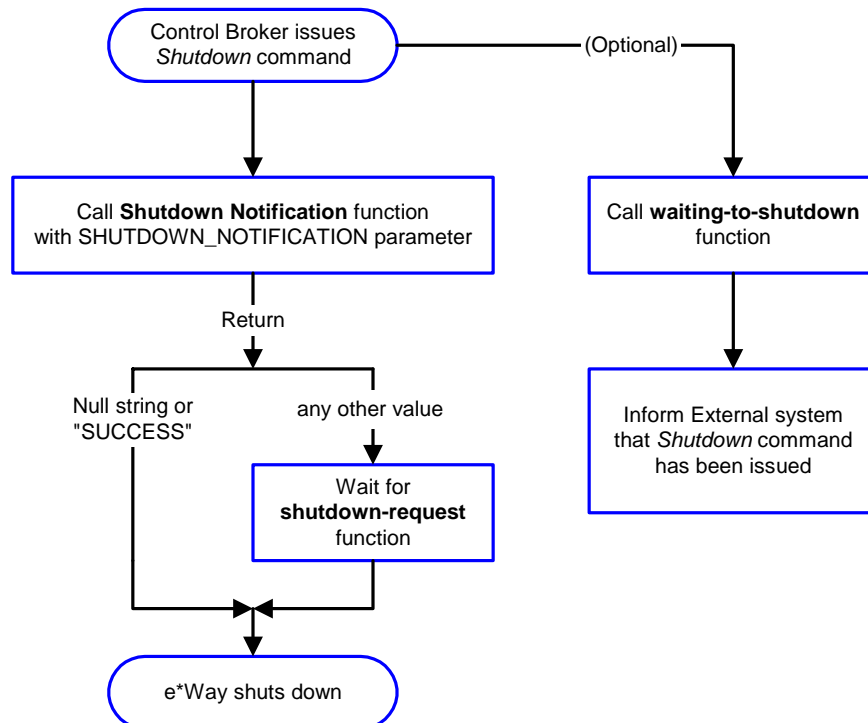 Control Broker issues
Shutdown command
(Optional)
Call Shutdown Notification function
with SHUTDOWN_NOTIFICATION parameter
Call waiting-to-shutdown
function
Return
Null string or
"SUCCESS"
any other value
Inform External system
that Shutdown command
has been issued
Wait for
shutdown-request
function
e*Way shuts down